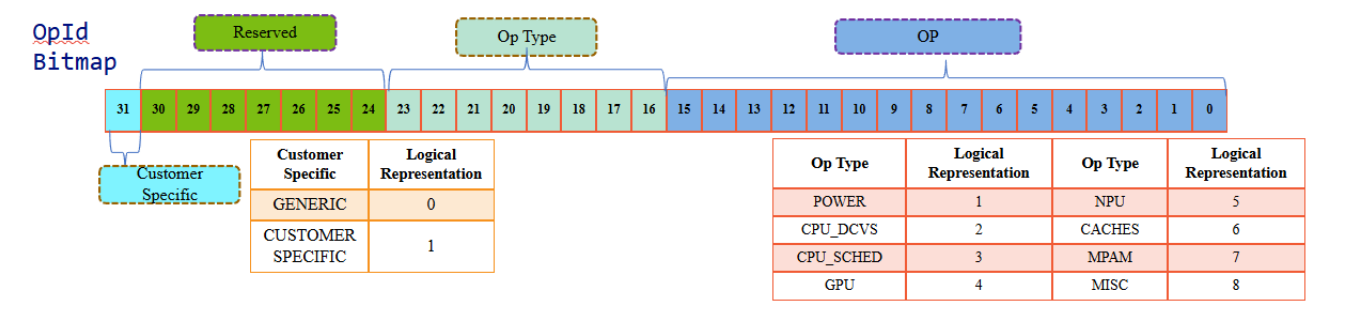 OpId
Bitmap
Reserved
Op Type
OP
31 30 29 28 27 26 25 24 23 22 21 20 19 18 17 16 15 14 13 12 11 10 9 8 7 6 5 4 3 2 1 0
Customer
Specific
Customer
Specific
Logical
Representation
GENERIC 0
CUSTOMER
SPECIFIC
1
Op Type
Logical
Representation
Op Type
Logical
Representation
POWER 1 NPU 5
CPU_DCVS 2 CACHES 6
CPU_SCHED 3 MPAM 7
GPU 4 MISC 8